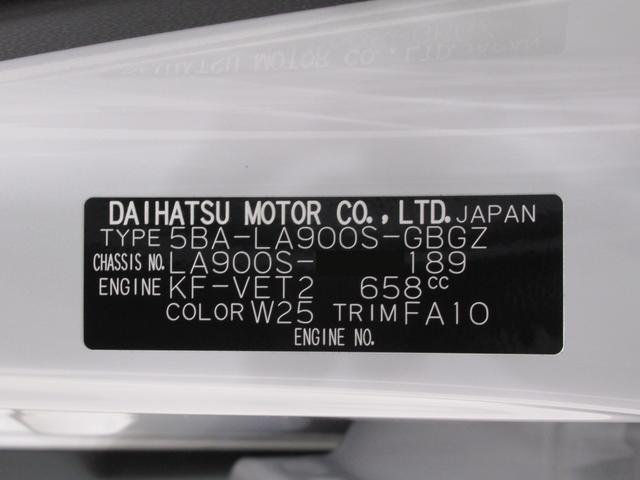 DAIHATSU MOTOR CO.,LTD. JAPAN
TYPE 5BA-LA900S-GBGZ
CHASSIS NO. LA900S- 189
ENGINE KF-VET2 658cc
COLOR W25 TRIM FA10
ENGINE NO.